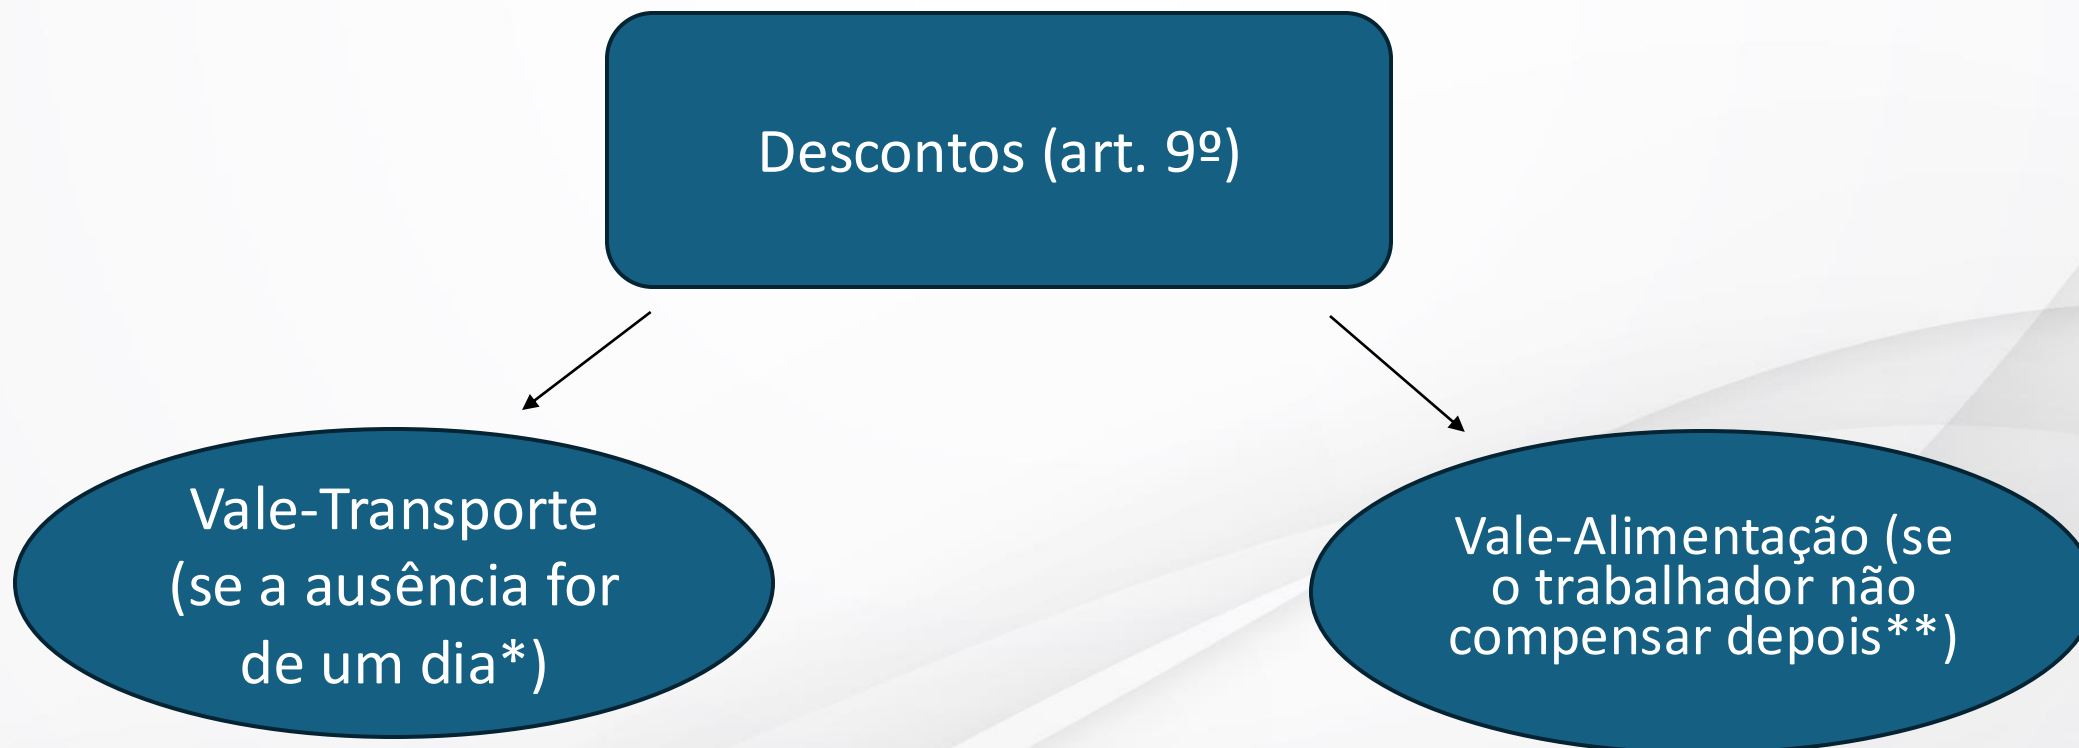 Descontos (art. 9º)
Vale-Transporte
(se a ausência for
de um dia*)
Vale-Alimentação (se
o trabalhador não
compensar depois**)